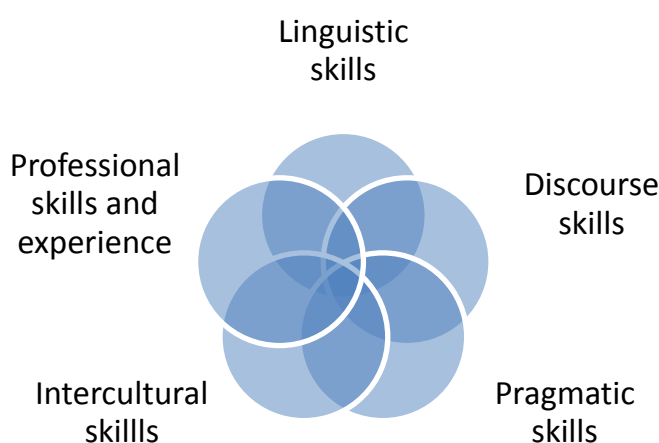 Linguistic
skills
Professional
skills and
experience
Discourse
skills
Intercultural
skillls
Pragmatic
skills